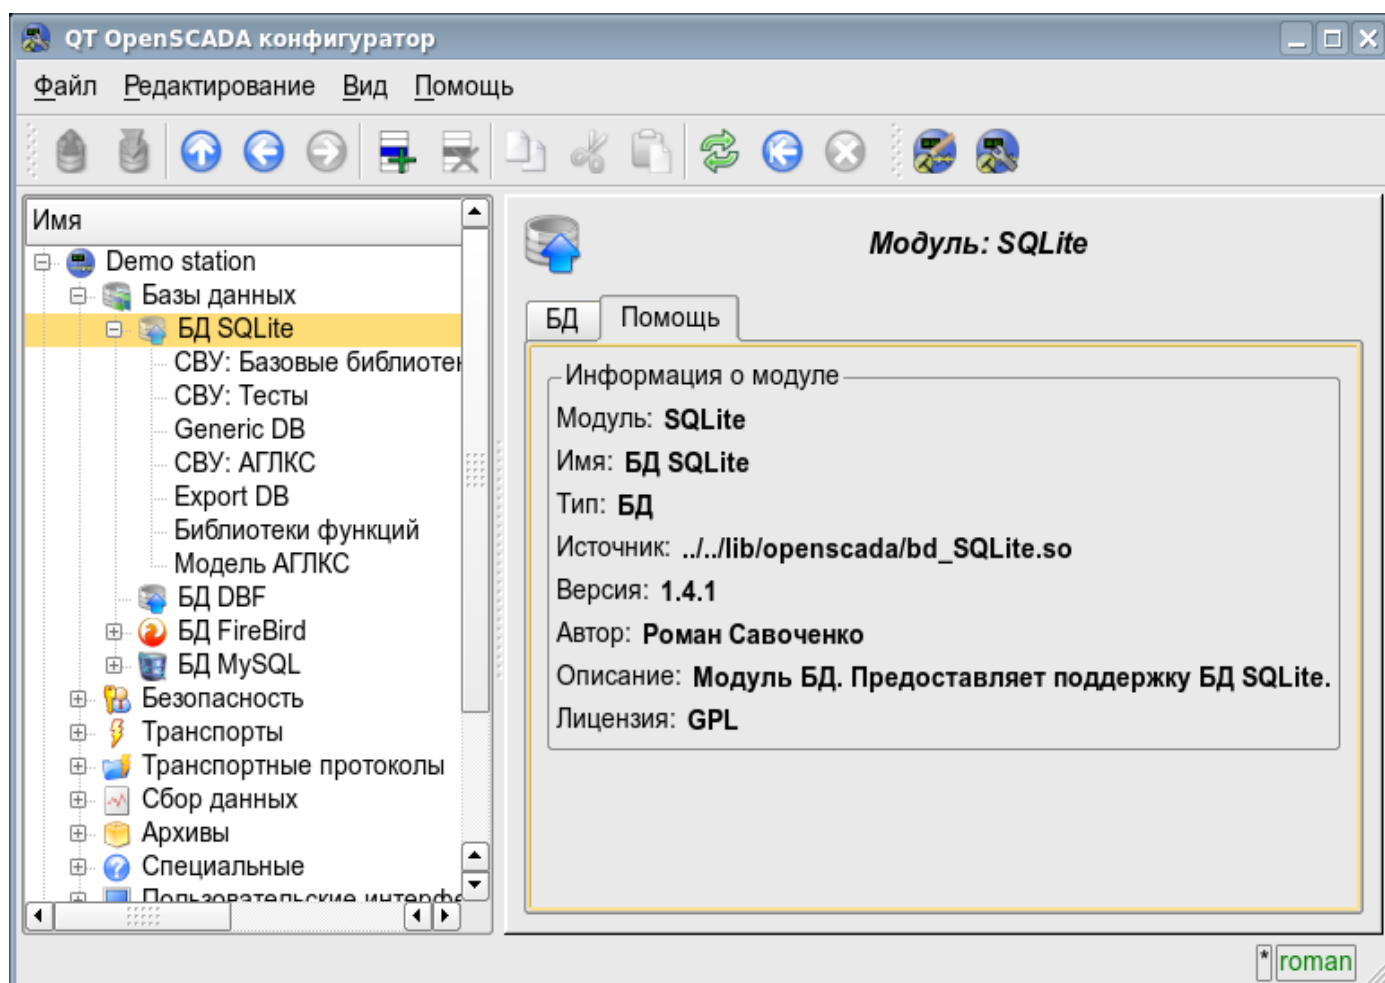 QT OpenSCADA конфигуратор
Файл Редактирование Вид Помощь
Имя
Demo station
Базы данных
БД SQLite
СВУ: Базовые библиотек
СВУ: Тесты
Generic DB
СВУ: АГЛКС
Export DB
Библиотеки функций
Модель АГЛКС
БД DBF
БД FireBird
БД MySQL
Безопасность
Транспорты
Транспортные протоколы
Сбор данных
Архивы
Специальные
Пользовательские интерфе
Модуль: SQLite
БД Помощь
Информация о модуле
Модуль: SQLite
Имя: БД SQLite
Тип: БД
Источник: ../../lib/openscada/bd_SQLite.so
Версия: 1.4.1
Автор: Роман Савоченко
Описание: Модуль БД. Предоставляет поддержку БД SQLite.
Лицензия: GPL
* roman